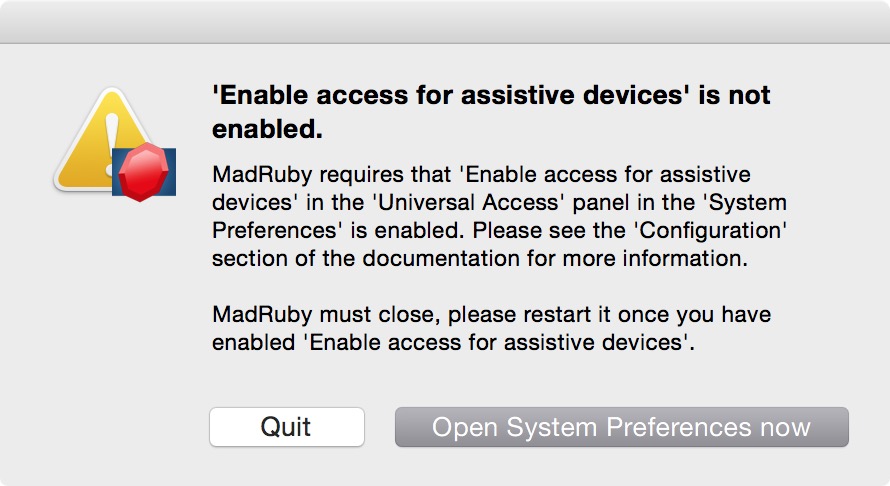 'Enable access for assistive devices' is not
enabled.
MadRuby requires that 'Enable access for assistive
devices' in the 'Universal Access' panel in the 'System
Preferences' is enabled. Please see the 'Configuration'
section of the documentation for more information.
MadRuby must close, please restart it once you have
enabled 'Enable access for assistive devices'.
Quit
Open System Preferences now